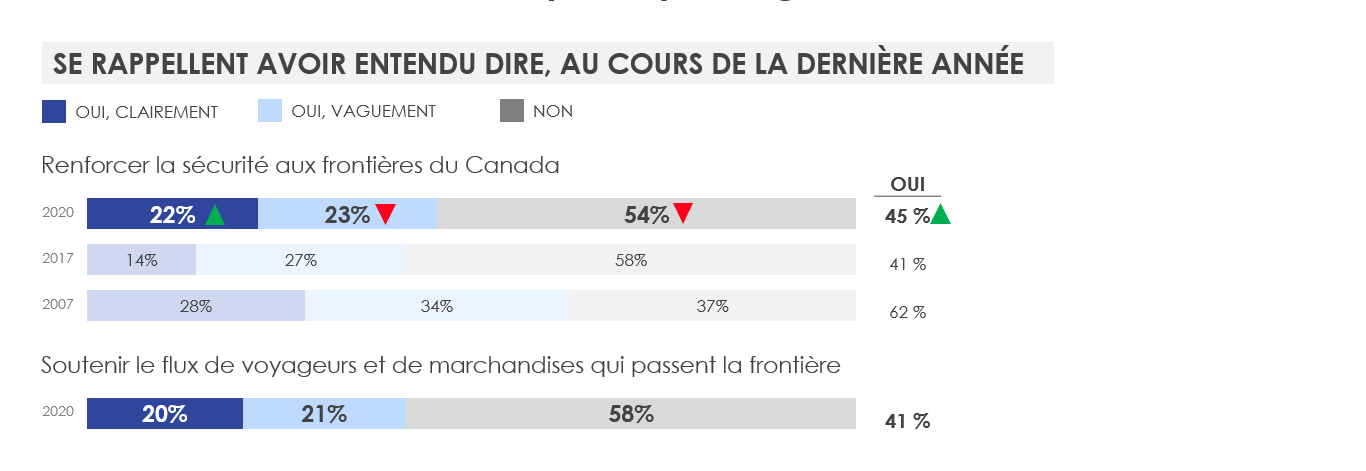 SE RAPPELLENT AVOIR ENTENDU DIRE, AU COURS DE LA DERNIÈRE ANNÉE
OUI, CLAIREMENT OUI, VAGUEMENT NON
Renforcer la sécurité aux frontières du Canada
OUI
2020 22% 23% 54% 45 %
2017 14% 27% 58% 41 %
2007 28% 34% 37% 62 %
Soutenir le flux de voyageurs et de marchandises qui passent la frontière
2020 20% 21% 58% 41 %